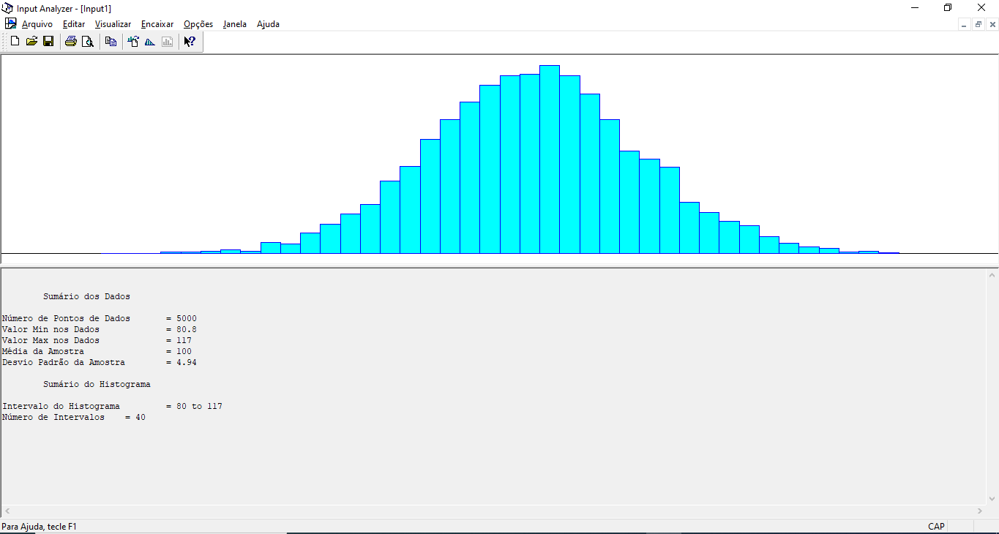 Input Analyzer - [Input1]
Arquivo Editar Visualizar Encaixar Opções Janela Ajuda
Sumário dos Dados
Número de Pontos de Dados = 5000
Valor Min nos Dados = 80.8
Valor Max nos Dados = 117
Média da Amostra = 100
Desvio Padrão da Amostra = 4.94
Sumário do Histograma
Intervalo do Histograma = 80 to 117
Número de Intervalos = 40
Para Ajuda, tecle F1 CAP